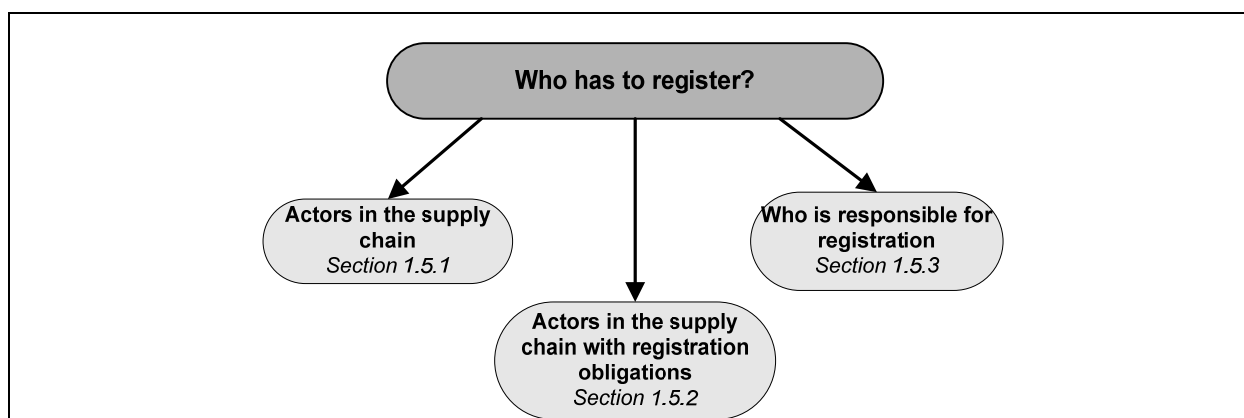 Who has to register?
Actors in the supply
chain
Section 1.5.1
Who is responsible for
registration
Section 1.5.3
Actors in the supply
chain with registration
obligations
Section 1.5.2